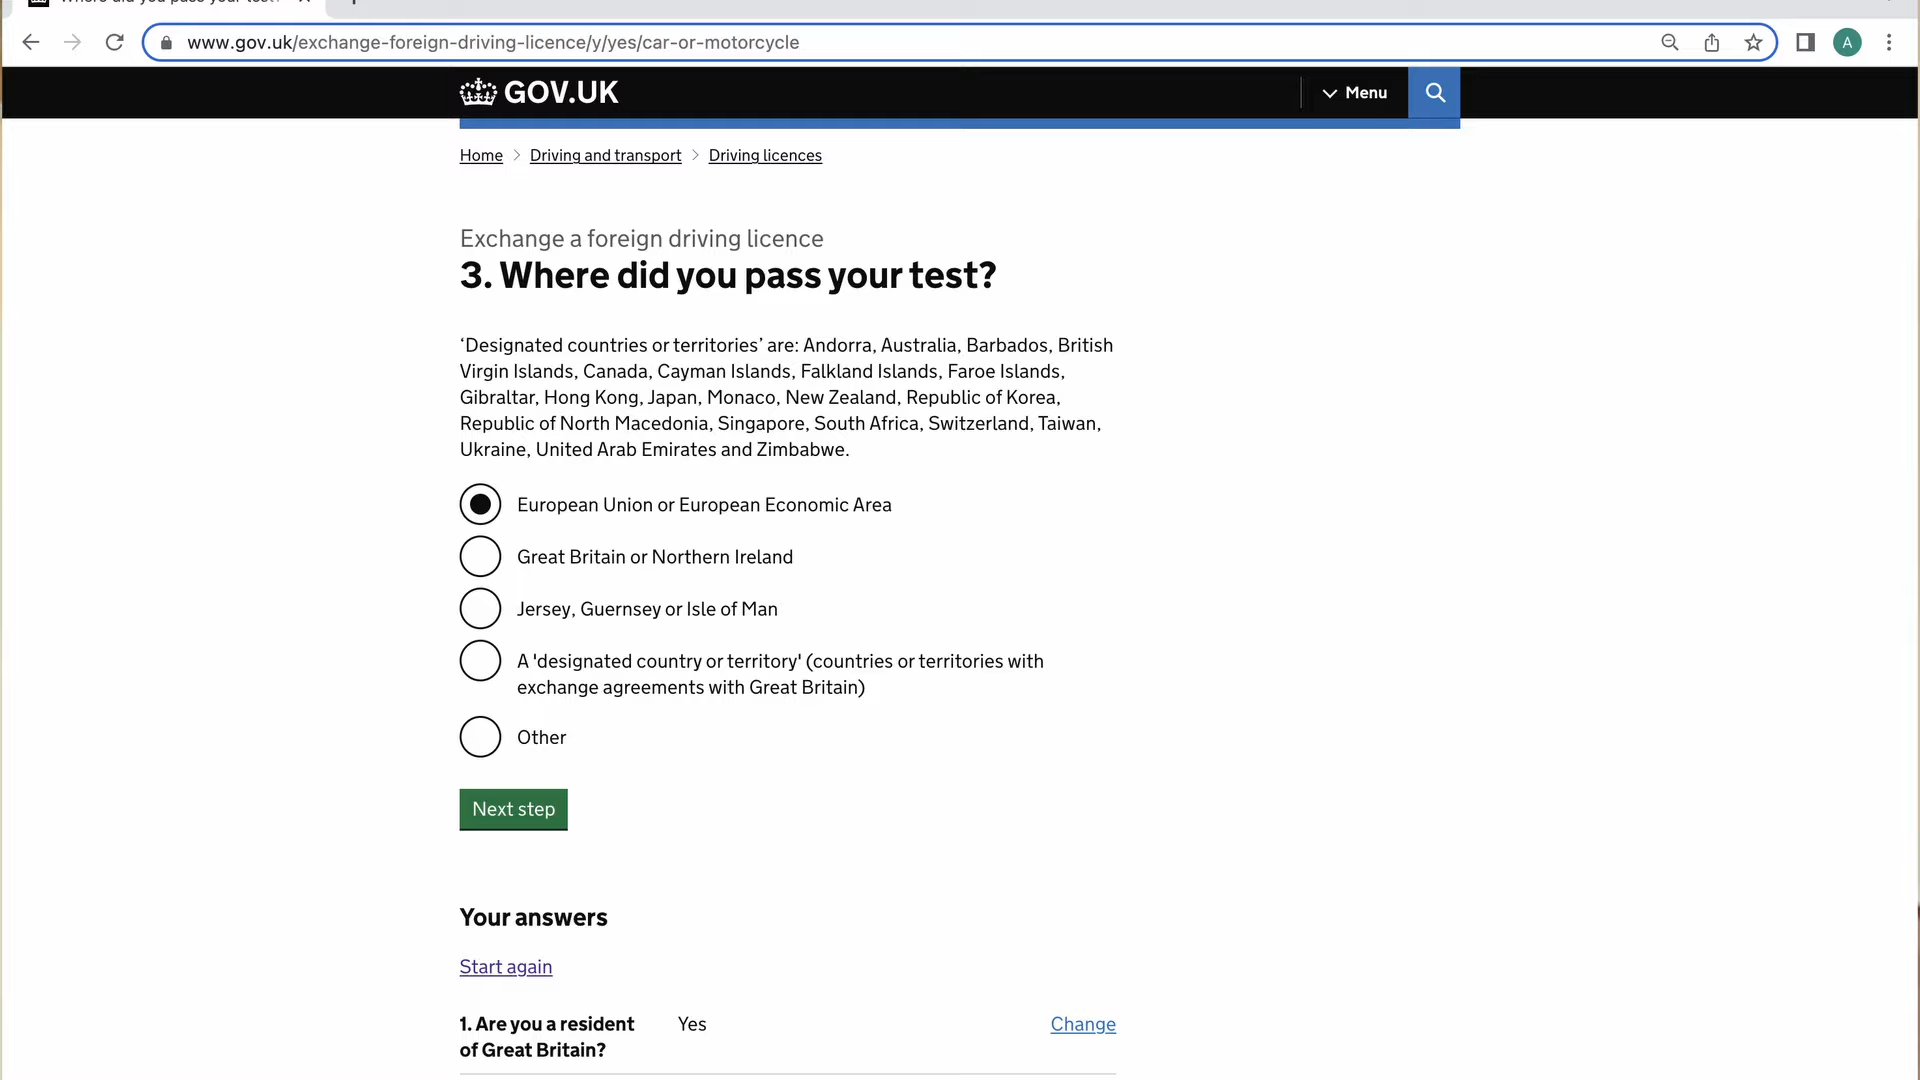 www.gov.uk/exchange-foreign-driving-licence/y/yes/car-or-motorcycle
A
GOV.UK
Menu
Home
Driving and transport
Driving licences
Exchange a foreign driving licence
3. Where did you pass your test?
‘Designated countries or territories’ are: Andorra, Australia, Barbados, British
Virgin Islands, Canada, Cayman Islands, Falkland Islands, Faroe Islands,
Gibraltar, Hong Kong, Japan, Monaco, New Zealand, Republic of Korea,
Republic of North Macedonia, Singapore, South Africa, Switzerland, Taiwan,
Ukraine, United Arab Emirates and Zimbabwe.
European Union or European Economic Area
Great Britain or Northern Ireland
Jersey, Guernsey or Isle of Man
A 'designated country or territory' (countries or territories with
exchange agreements with Great Britain)
Other
Next step
Your answers
Start again
1. Are you a resident Yes Change
of Great Britain?